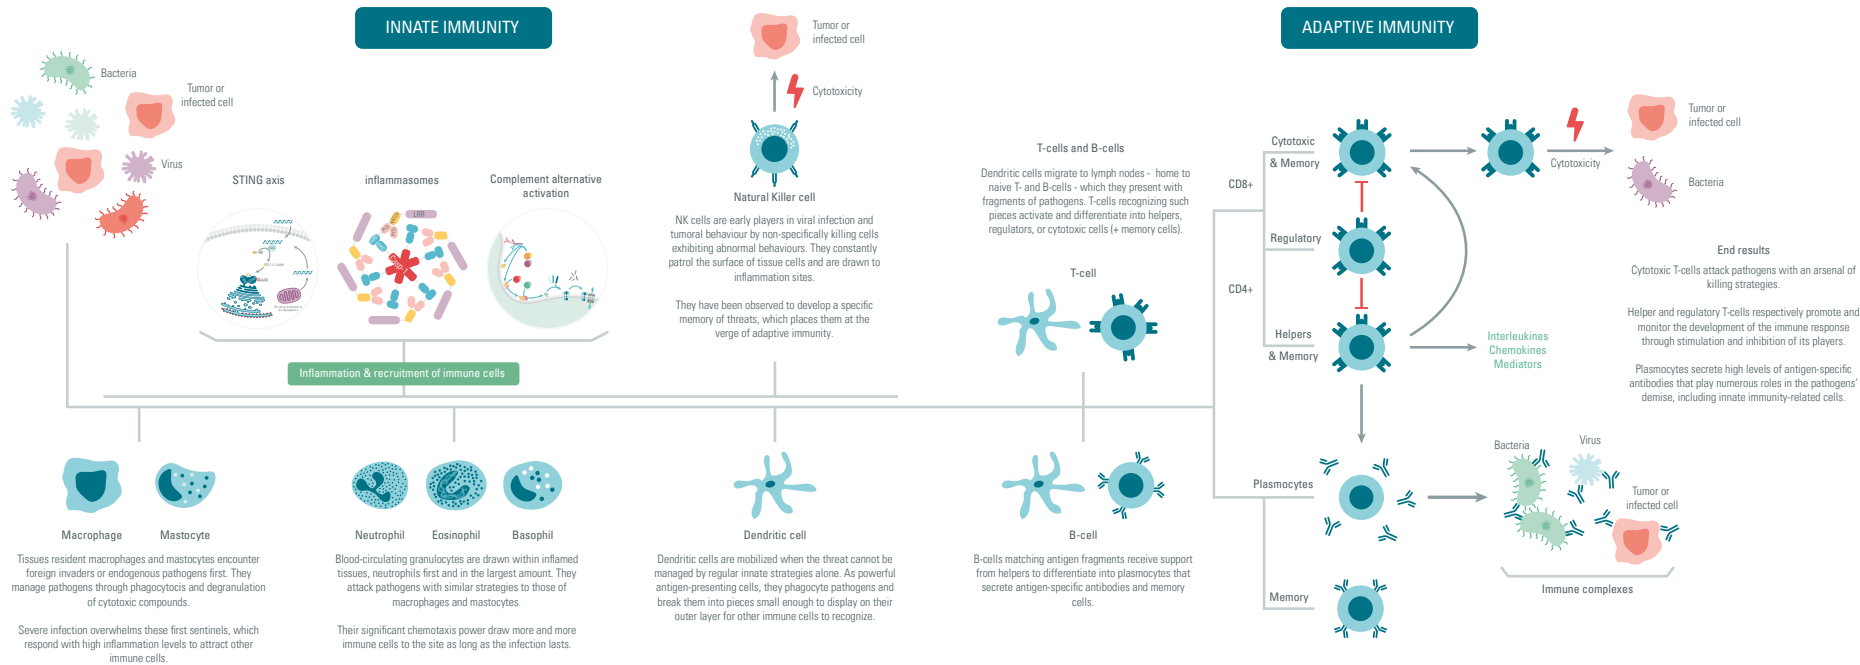 INNATE IMMUNITY
ADAPTIVE IMMUNITY
Bacteria
Tumor or
infected cell
Virus
STING axis
inflammasomes
LRR
Complement alternative
activation
Inflammation & recruitment of immune cells
Tumor or
infected cell
Cytotoxicity
Natural Killer cell
NK cells are early players in viral infection and
tumoral behaviour by non-specifically killing cells
exhibiting abnormal behaviours. They constantly
patrol the surface of tissue cells and are drawn to
inflammation sites.
They have been observed to develop a specific
memory of threats, which places them at the
verge of adaptive immunity.
Macrophage
Mastocyte
Tissues resident macrophages and mastocytes encounter
foreign invaders or endogenous pathogens first. They
manage pathogens through phagocytocis and degranulation
of cytotoxic compounds.
Severe infection overwhelms these first sentinels, which
respond with high inflammation levels to attract other
immune cells.
Neutrophil
Eosinophil
Basophil
Blood-circulating granulocytes are drawn within inflamed
tissues, neutrophils first and in the largest amount. They
attack pathogens with similar strategies to those of
macrophages and mastocytes.
Their significant chemotaxis power draw more and more
immune cells to the site as long as the infection lasts.
Dendritic cell
Dendritic cells are mobilized when the threat cannot be
managed by regular innate strategies alone. As powerful
antigen-presenting cells, they phagocyte pathogens and
break them into pieces small enough to display on their
outer layer for other immune cells to recognize.
T-cells and B-cells
Dendritic cells migrate to lymph nodes - home to
naive T- and B-cells - which they present with
fragments of pathogens. T-cells recognizing such
pieces activate and differentiate into helpers,
regulators, or cytotoxic cells (+ memory cells).
T-cell
B-cell
B-cells matching antigen fragments receive support
from helpers to differentiate into plasmocytes that
secrete antigen-specific antibodies and memory
cells.
CD8+
CD4+
Cytotoxic
& Memory
Regulatory
Helpers
& Memory
Plasmocytes
Memory
Cytotoxicity
Tumor or
infected cell
Bacteria
Interleukines
Chemokines
Mediators
End results
Cytotoxic T-cells attack pathogens with an arsenal of
killing strategies.
Helper and regulatory T-cells respectively promote and
monitor the development of the immune response
through stimulation and inhibition of its players.
Plasmocytes secrete high levels of antigen-specific
antibodies that play numerous roles in the pathogens'
demise, including innate immunity-related cells.
Bacteria
Virus
Tumor or
infected cell
Immune complexes